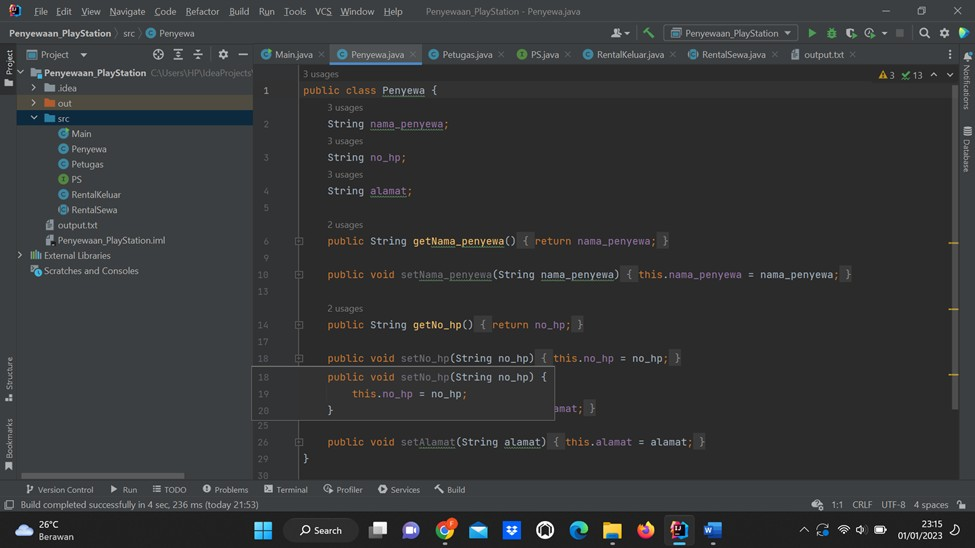 File Edit View Navigate Code Refactor Build Run Tools VCS Window Help Penyewaan_PlayStation - Penyewa.java
Penyewaan_PlayStation src Penyewa Penyewaan_PlayStation
Project Main.java Penyewa.java Petugas.java PS.java RentalKeluar.java RentalSewa.java output.txt
Project
Notifications
Database
Structure
Bookmarks
Penyewaan_PlayStation C:\Users\HP\IdeaProjects\
.idea
out
src
Main
Penyewa
Petugas
PS
RentalKeluar
RentalSewa
output.txt
Penyewaan_PlayStation.iml
External Libraries
Scratches and Consoles
3 13
3 usages
1 public class Penyewa {
3 usages
2 String nama_penyewa;
3 usages
3 String no_hp;
3 usages
4 String alamat;
5
2 usages
6 public String getNama_penyewa() { return nama_penyewa; }
9
10 public void setNama_penyewa(String nama_penyewa) { this.nama_penyewa = nama_penyewa; }
13
2 usages
14 public String getNo_hp() { return no_hp; }
17
18 public void setNo_hp(String no_hp) { this.no_hp = no_hp; }
18 public void setNo_hp(String no_hp) {
19 this.no_hp = no_hp;
20 }
amat; }
25
26 public void setAlamat(String alamat) { this.alamat = alamat; }
29 }
30
Version Control Run TODO Problems Terminal Profiler Services Build
Build completed successfully in 4 sec, 236 ms (today 21:53) 1:1 CRLF UTF-8 4 spaces
26°C
Berawan
Search
23:15
01/01/2023